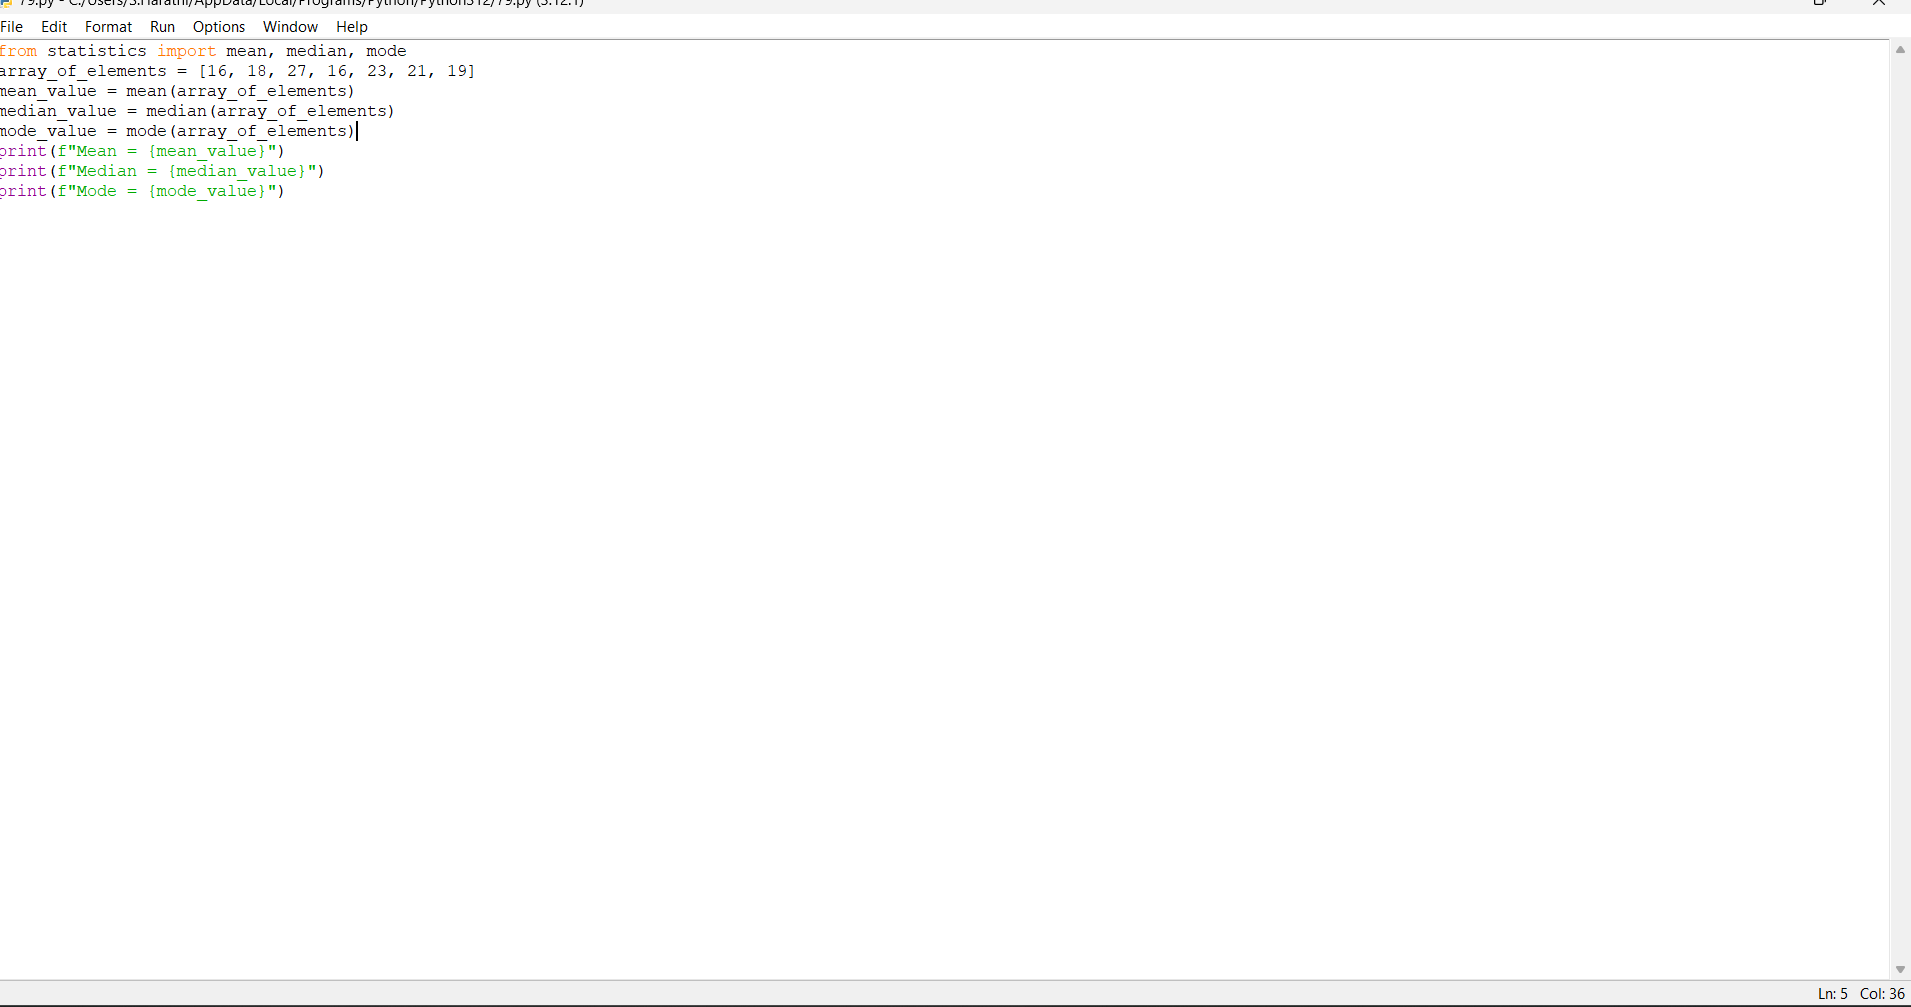 79.py - C:/Users/S.Harathi/AppData/Local/Programs/Python/Python312/79.py (3.12.1)
File Edit Format Run Options Window Help
from statistics import mean, median, mode
array_of_elements = [16, 18, 27, 16, 23, 21, 19]
mean_value = mean(array_of_elements)
median_value = median(array_of_elements)
mode_value = mode(array_of_elements)
print(f"Mean = {mean_value}")
print(f"Median = {median_value}")
print(f"Mode = {mode_value}")
Ln: 5 Col: 36